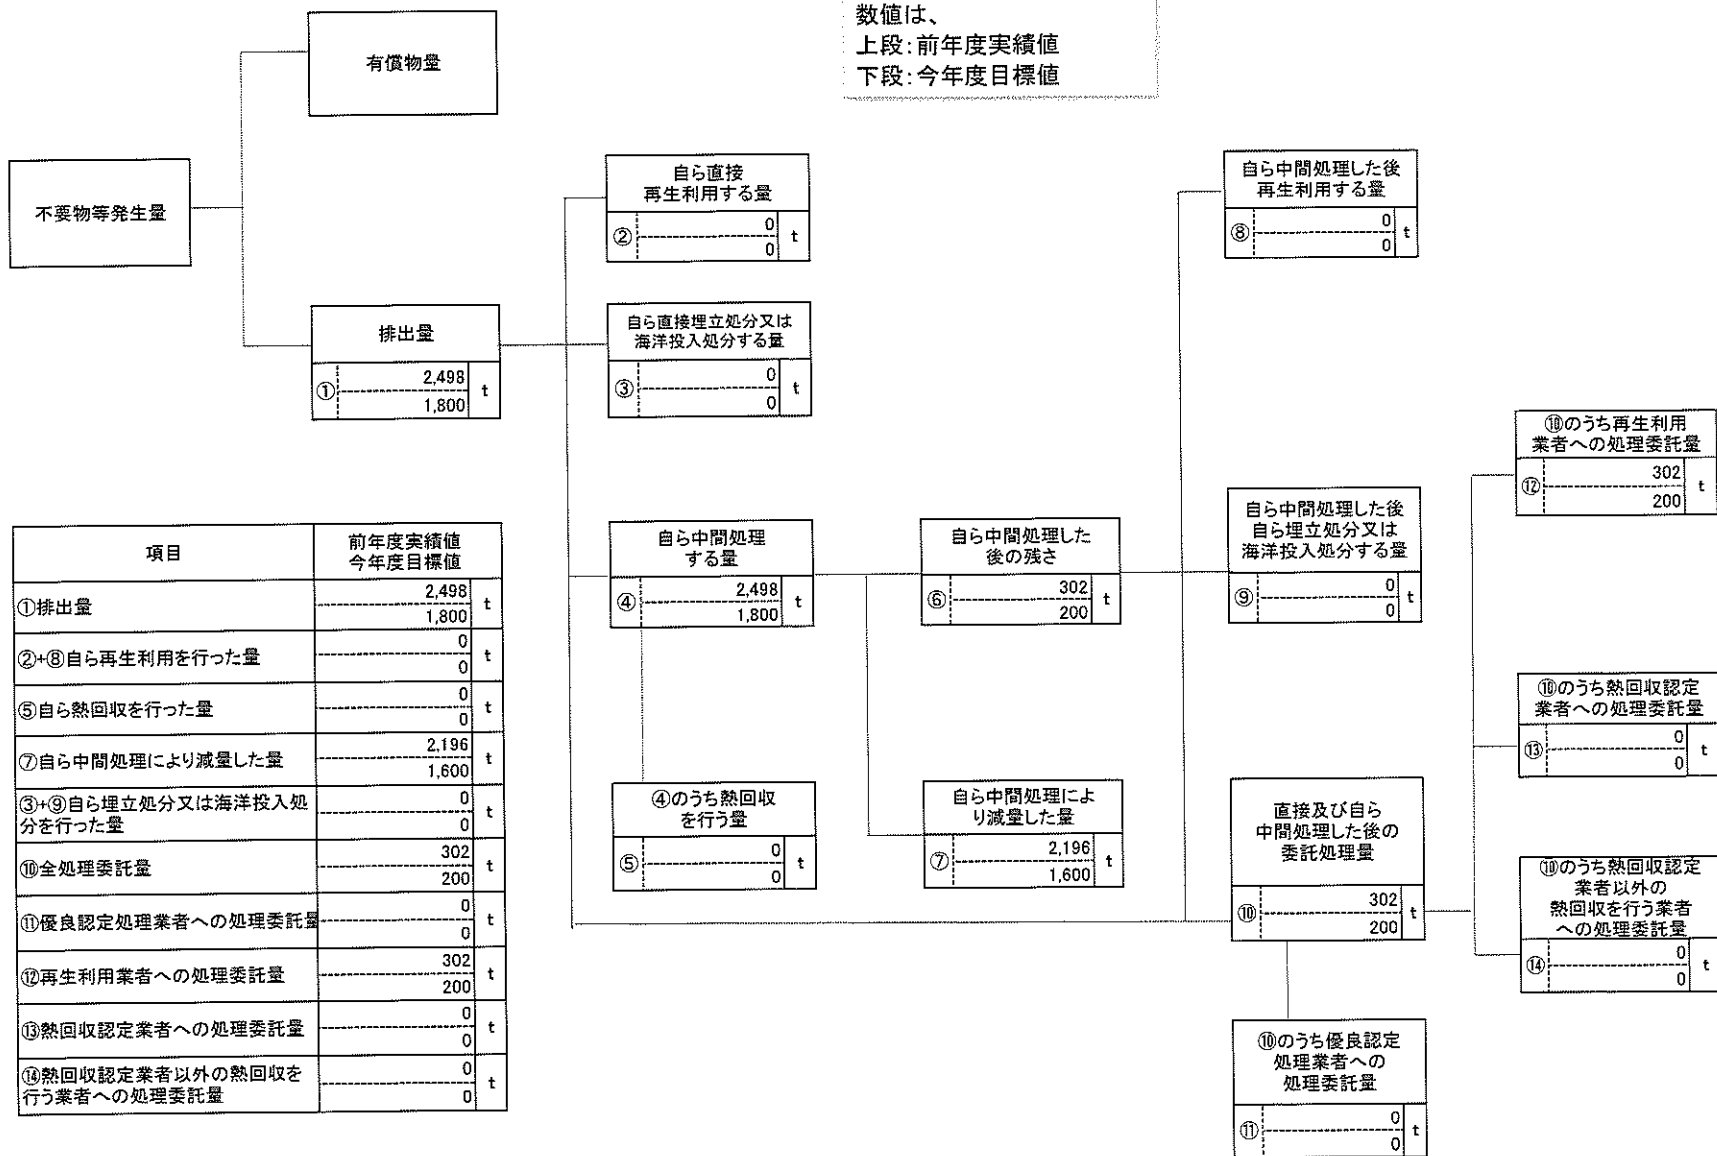 数値は、
上段:前年度実績値
下段:今年度目標値
有償物量
不要物等発生量
排出量
① 2,498 t
1,800
自ら直接
再生利用する量
② 0 t
0
自ら直接埋立処分又は
海洋投入処分する量
③ 0 t
0
自ら中間処理
する量
④ 2,498 t
1,800
④のうち熱回収
を行う量
⑤ 0 t
0
自ら中間処理した
後の残さ
⑥ 302 t
200
自ら中間処理によ
り減量した量
⑦ 2,196 t
1,600
自ら中間処理した後
再生利用する量
⑧ 0 t
0
自ら中間処理した後
自ら埋立処分又は
海洋投入処分する量
⑨ 0 t
0
直接及び自ら
中間処理した後の
委託処理量
⑩ 302 t
200
⑩のうち優良認定
処理業者への
処理委託量
⑪ 0 t
0
⑩のうち再生利用
業者への処理委託量
⑫ 302 t
200
⑩のうち熱回収認定
業者への処理委託量
⑬ 0 t
0
⑩のうち熱回収認定
業者以外の
熱回収を行う業者
への処理委託量
⑭ 0 t
0
項目 前年度実績値
今年度目標値
①排出量 2,498 t
1,800
②+⑧自ら再生利用を行った量 0 t
0
⑤自ら熱回収を行った量 0 t
0
⑦自ら中間処理により減量した量 2,196 t
1,600
③+⑨自ら埋立処分又は海洋投入処 0 t
分を行った量 0
⑩全処理委託量 302 t
200
⑪優良認定処理業者への処理委託量 0 t
0
⑫再生利用業者への処理委託量 302 t
200
⑬熱回収認定業者への処理委託量 0 t
0
⑭熱回収認定業者以外の熱回収を 0 t
行う業者への処理委託量 0